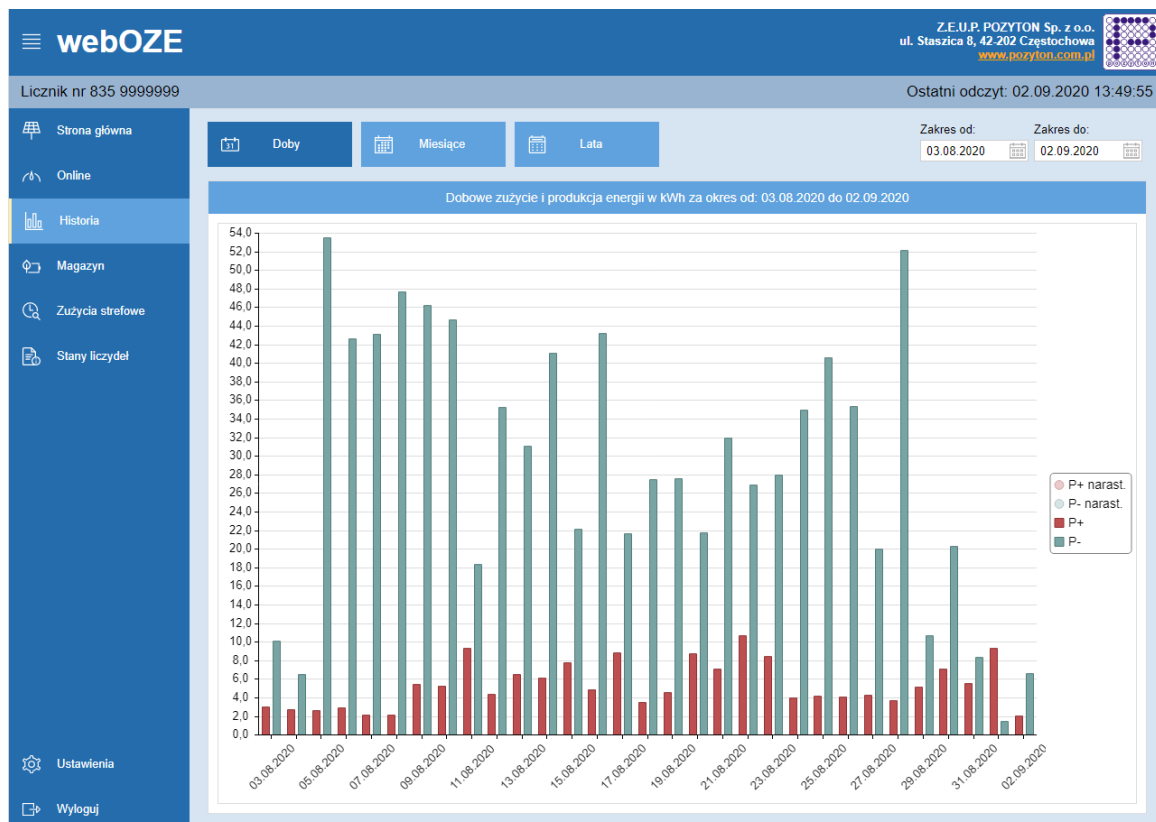 webOZE
Z.E.U.P. POZYTON Sp. z o.o.
ul. Staszica 8, 42-202 Częstochowa
www.pozyton.com.pl
POZYTON
Licznik nr 835 9999999
Ostatni odczyt: 02.09.2020 13:49:55
Strona główna
Online
Historia
Magazyn
Zużycia strefowe
Stany liczydeł
Ustawienia
Wyloguj
31
Doby
Miesiące
Lata
Zakres od:
Zakres do:
03.08.2020
02.09.2020
Dobowe zużycie i produkcja energii w kWh za okres od: 03.08.2020 do 02.09.2020
54,0
52,0
50,0
48,0
46,0
44,0
42,0
40,0
38,0
36,0
34,0
32,0
30,0
28,0
26,0
24,0
22,0
20,0
18,0
16,0
14,0
12,0
10,0
8,0
6,0
4,0
2,0
0,0
03.08.2020
05.08.2020
07.08.2020
09.08.2020
11.08.2020
13.08.2020
15.08.2020
17.08.2020
19.08.2020
21.08.2020
23.08.2020
25.08.2020
27.08.2020
29.08.2020
31.08.2020
02.09.2020
P+ narast.
P- narast.
P+
P-